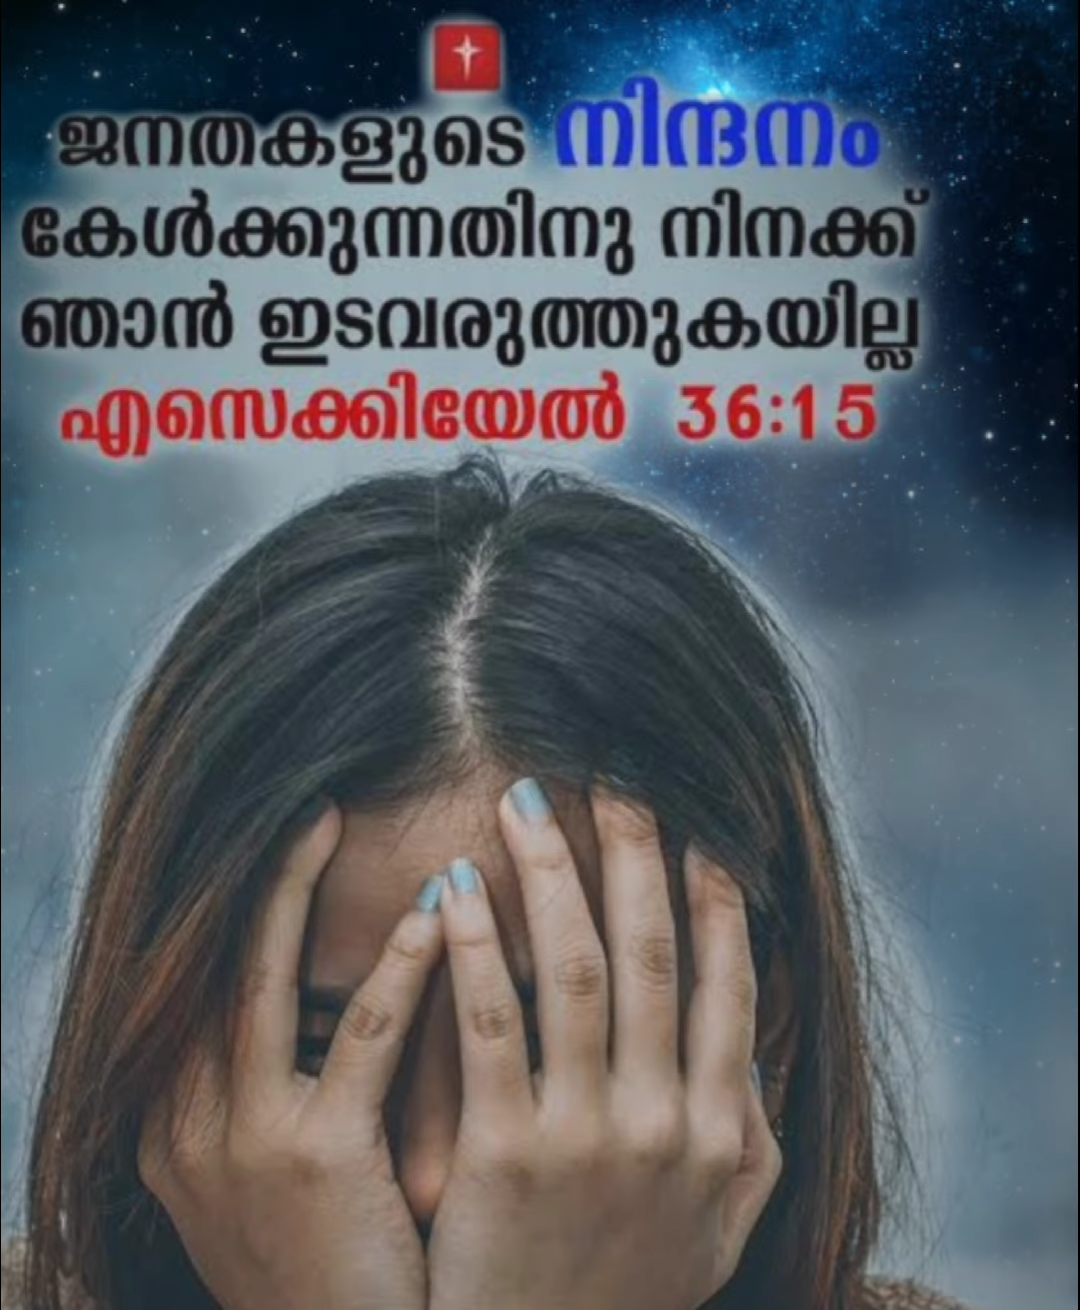 ജനതകളുടെ നിന്ദനം
കേൾക്കുന്നതിനു നിനക്ക്
ഞാൻ ഇടവരുത്തുകയില്ല
എസെക്കിയേൽ 36:15